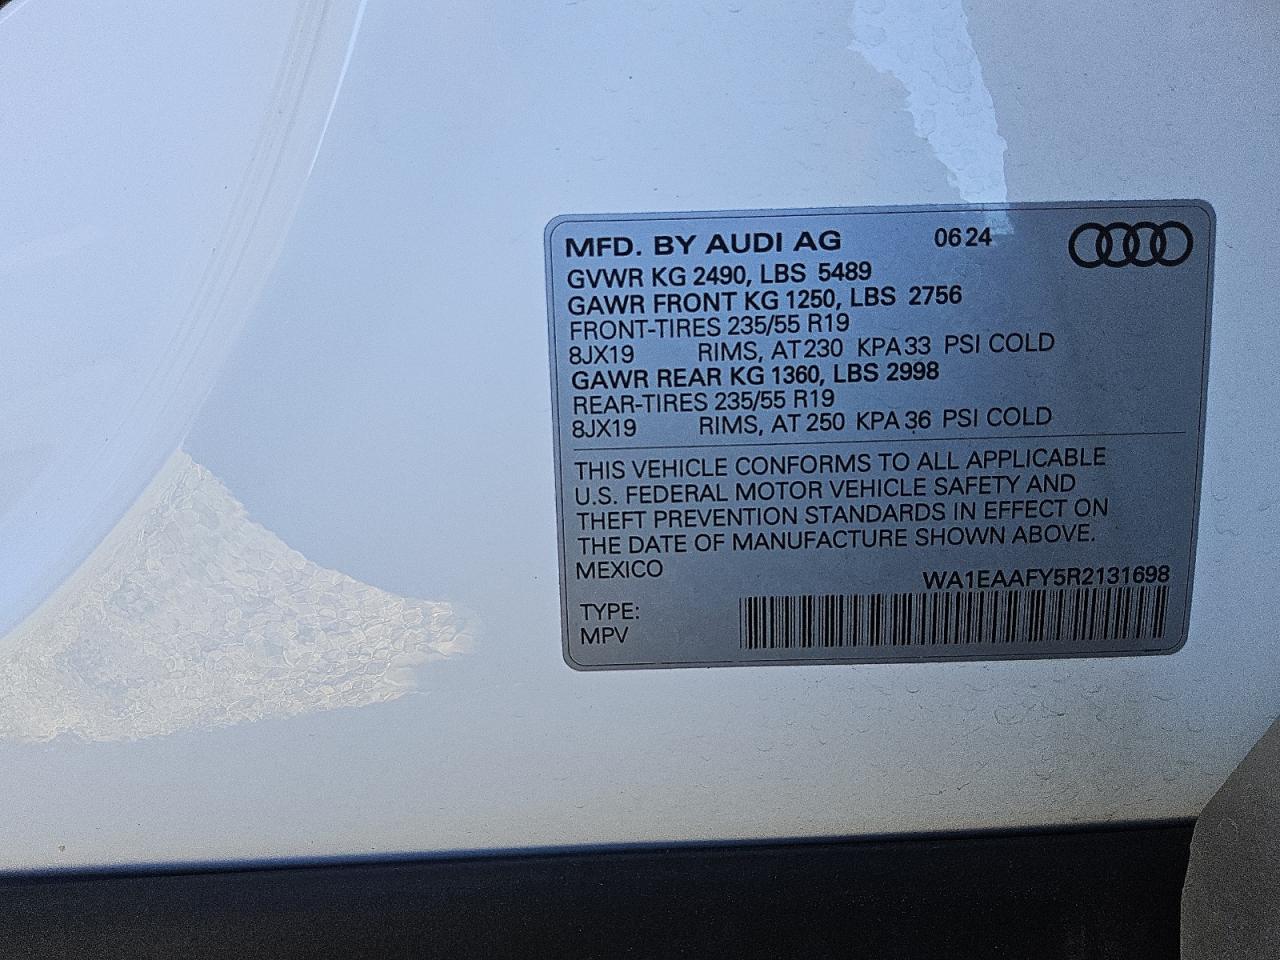 MFD. BY AUDI AG 06 24
GVWR KG 2490, LBS 5489
GAWR FRONT KG 1250, LBS 2756
FRONT-TIRES 235/55 R19
8JX19 RIMS, AT 230 KPA 33 PSI COLD
GAWR REAR KG 1360, LBS 2998
REAR-TIRES 235/55 R19
8JX19 RIMS, AT 250 KPA 36 PSI COLD
THIS VEHICLE CONFORMS TO ALL APPLICABLE
U.S. FEDERAL MOTOR VEHICLE SAFETY AND
THEFT PREVENTION STANDARDS IN EFFECT ON
THE DATE OF MANUFACTURE SHOWN ABOVE.
MEXICO
WA1EAAFY5R2131698
TYPE:
MPV